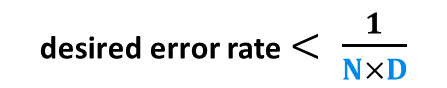 desired error rate < 1 / N×D